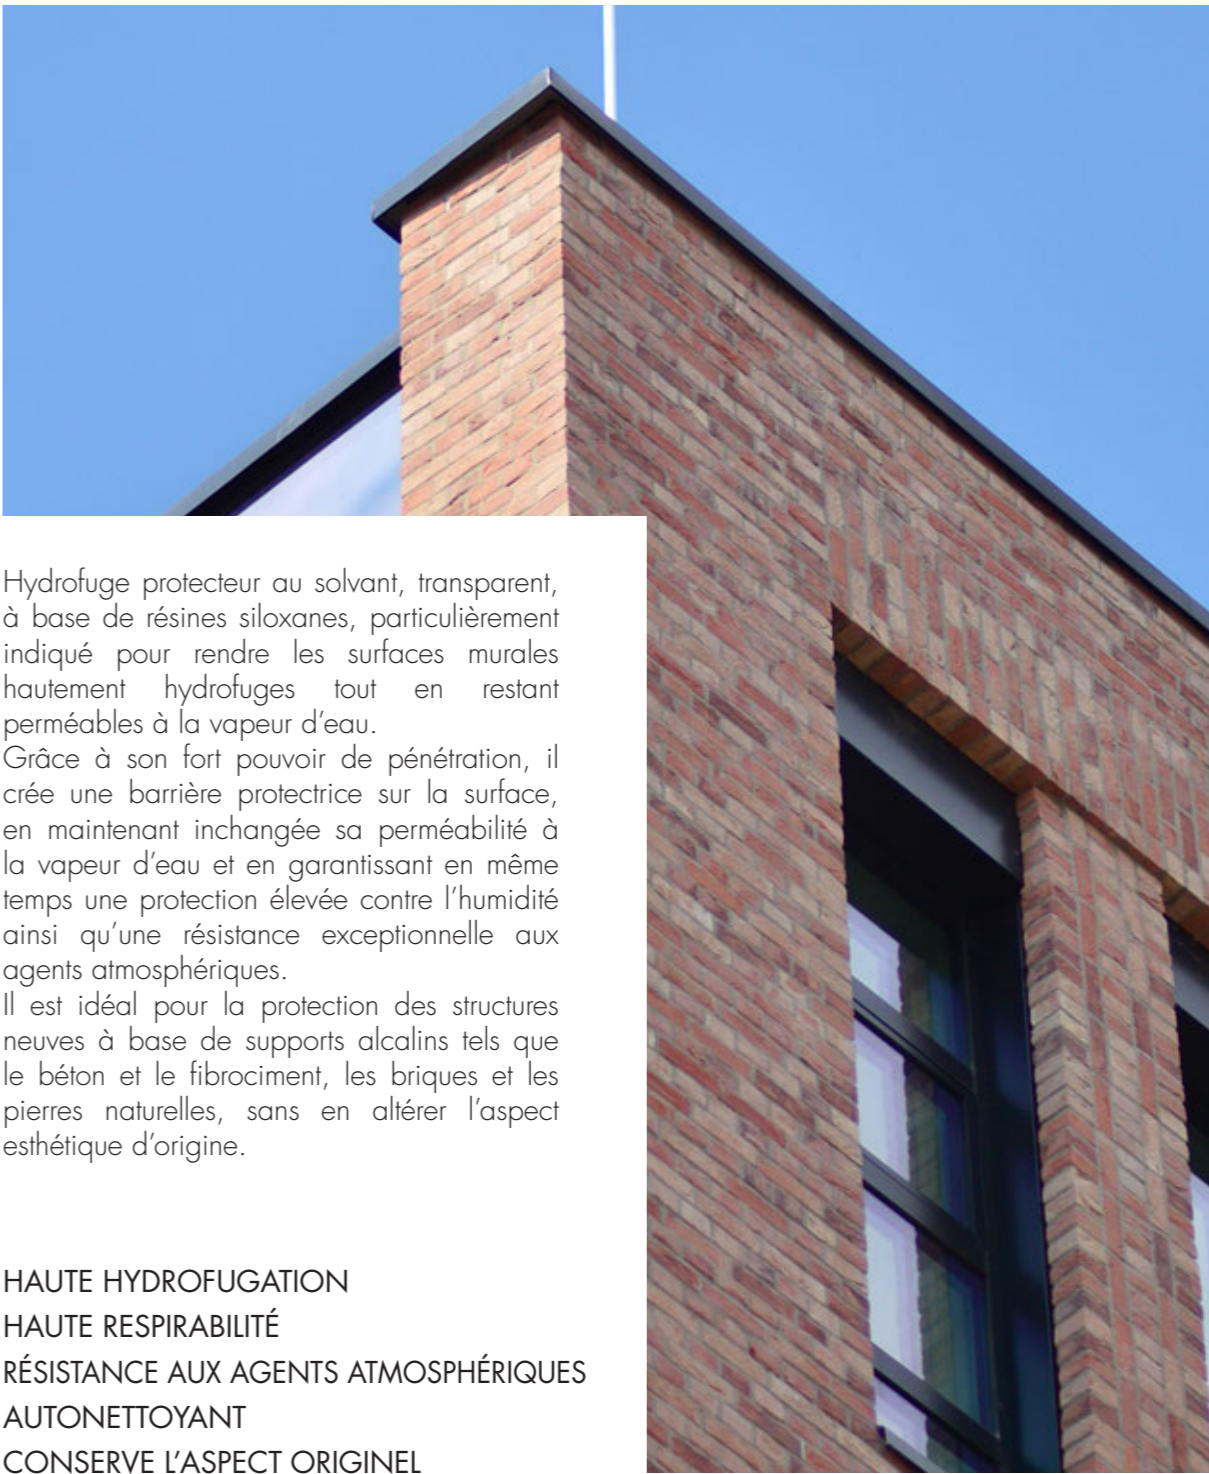 Hydrofuge protecteur au solvant, transparent,
à base de résines siloxanes, particulièrement
indiqué pour rendre les surfaces murales
hautement hydrofuges tout en restant
perméables à la vapeur d’eau.
Grâce à son fort pouvoir de pénétration, il
crée une barrière protectrice sur la surface,
en maintenant inchangée sa perméabilité à
la vapeur d’eau et en garantissant en même
temps une protection élevée contre l’humidité
ainsi qu’une résistance exceptionnelle aux
agents atmosphériques.
Il est idéal pour la protection des structures
neuves à base de supports alcalins tels que
le béton et le fibrociment, les briques et les
pierres naturelles, sans en altérer l’aspect
esthétique d’origine.
HAUTE HYDROFUGATION
HAUTE RESPIRABILITÉ
RÉSISTANCE AUX AGENTS ATMOSPHÉRIQUES
AUTONETTOYANT
CONSERVE L’ASPECT ORIGINEL